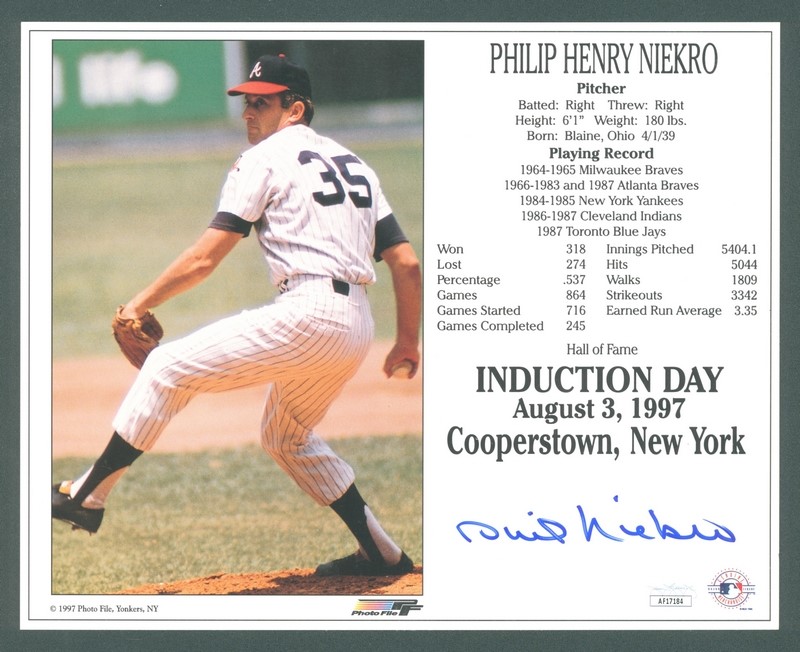 life
A
35
PHILIP HENRY NIEKRO
Pitcher
Batted: Right Threw: Right
Height: 6'1" Weight: 180 lbs.
Born: Blaine, Ohio 4/1/39
Playing Record
1964-1965 Milwaukee Braves
1966-1983 and 1987 Atlanta Braves
1984-1985 New York Yankees
1986-1987 Cleveland Indians
1987 Toronto Blue Jays
Won 318 Innings Pitched 5404.1
Lost 274 Hits 5044
Percentage .537 Walks 1809
Games 864 Strikeouts 3342
Games Started 716 Earned Run Average 3.35
Games Completed 245
Hall of Fame
INDUCTION DAY
August 3, 1997
Cooperstown, New York
Phil Niekro
AF17184
© 1997 Photo File, Yonkers, NY
Photo File PF